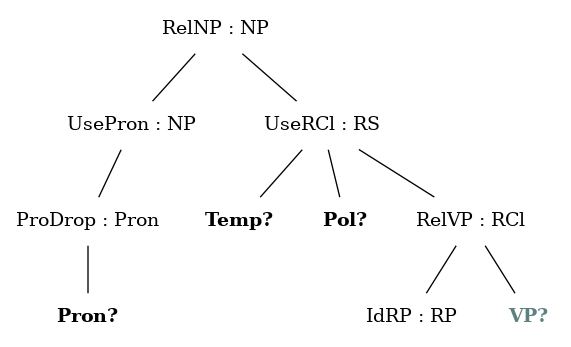 RelNP : NP
UsePron : NP UseRCl : RS
ProDrop : Pron Temp? Pol? RelVP : RCl
Pron? IdRP : RP VP?